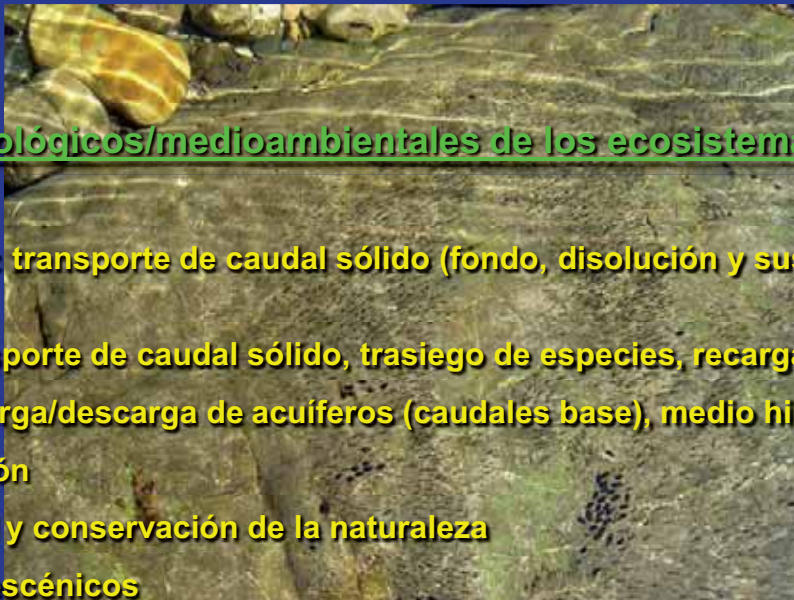 ológicos/medioambientales de los ecosistem
transporte de caudal sólido (fondo, disolución y sus
porte de caudal sólido, trasiego de especies, recarga
rga/descarga de acuíferos (caudales base), medio hi
ón
y conservación de la naturaleza
scénicos